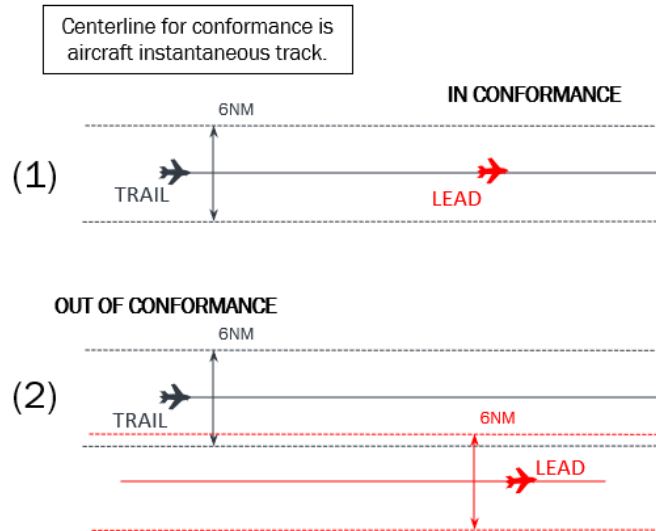 Centerline for conformance is
aircraft instantaneous track.
IN CONFORMANCE
6NM
(1)
TRAIL
LEAD
OUT OF CONFORMANCE
6NM
(2)
TRAIL
6NM
LEAD